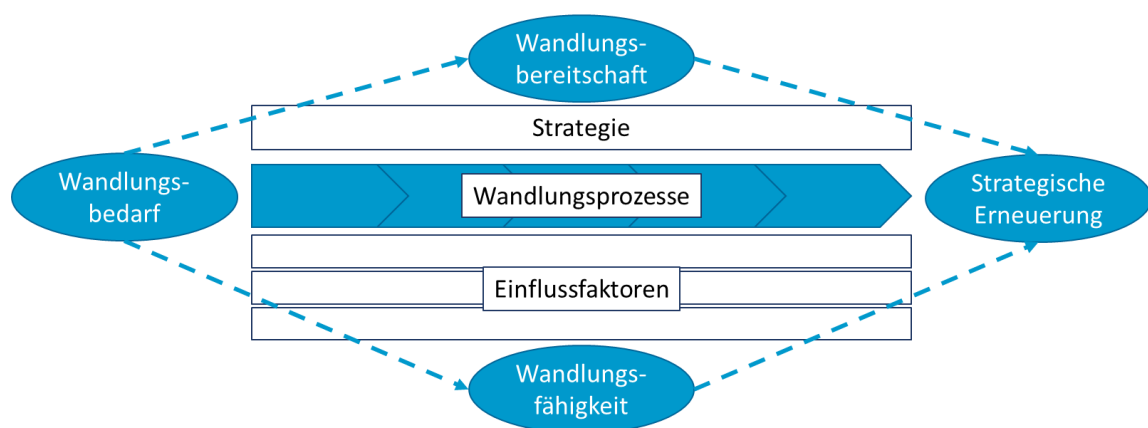 Wandlungs-
bereitschaft
Strategie
Wandlungs-
bedarf
Wandlungsprozesse
Strategische
Erneuerung
Einflussfaktoren
Wandlungs-
fähigkeit